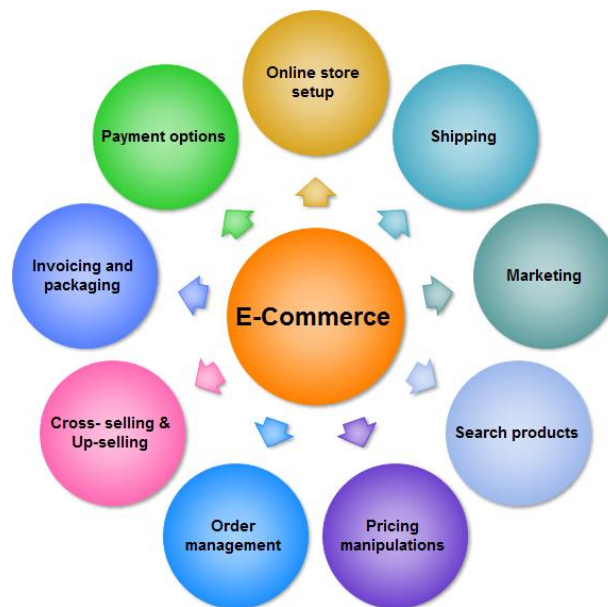 Online store
setup
Shipping
Marketing
Search products
Pricing
manipulations
Order
management
Cross- selling &
Up-selling
Invoicing and
packaging
Payment options
E-Commerce